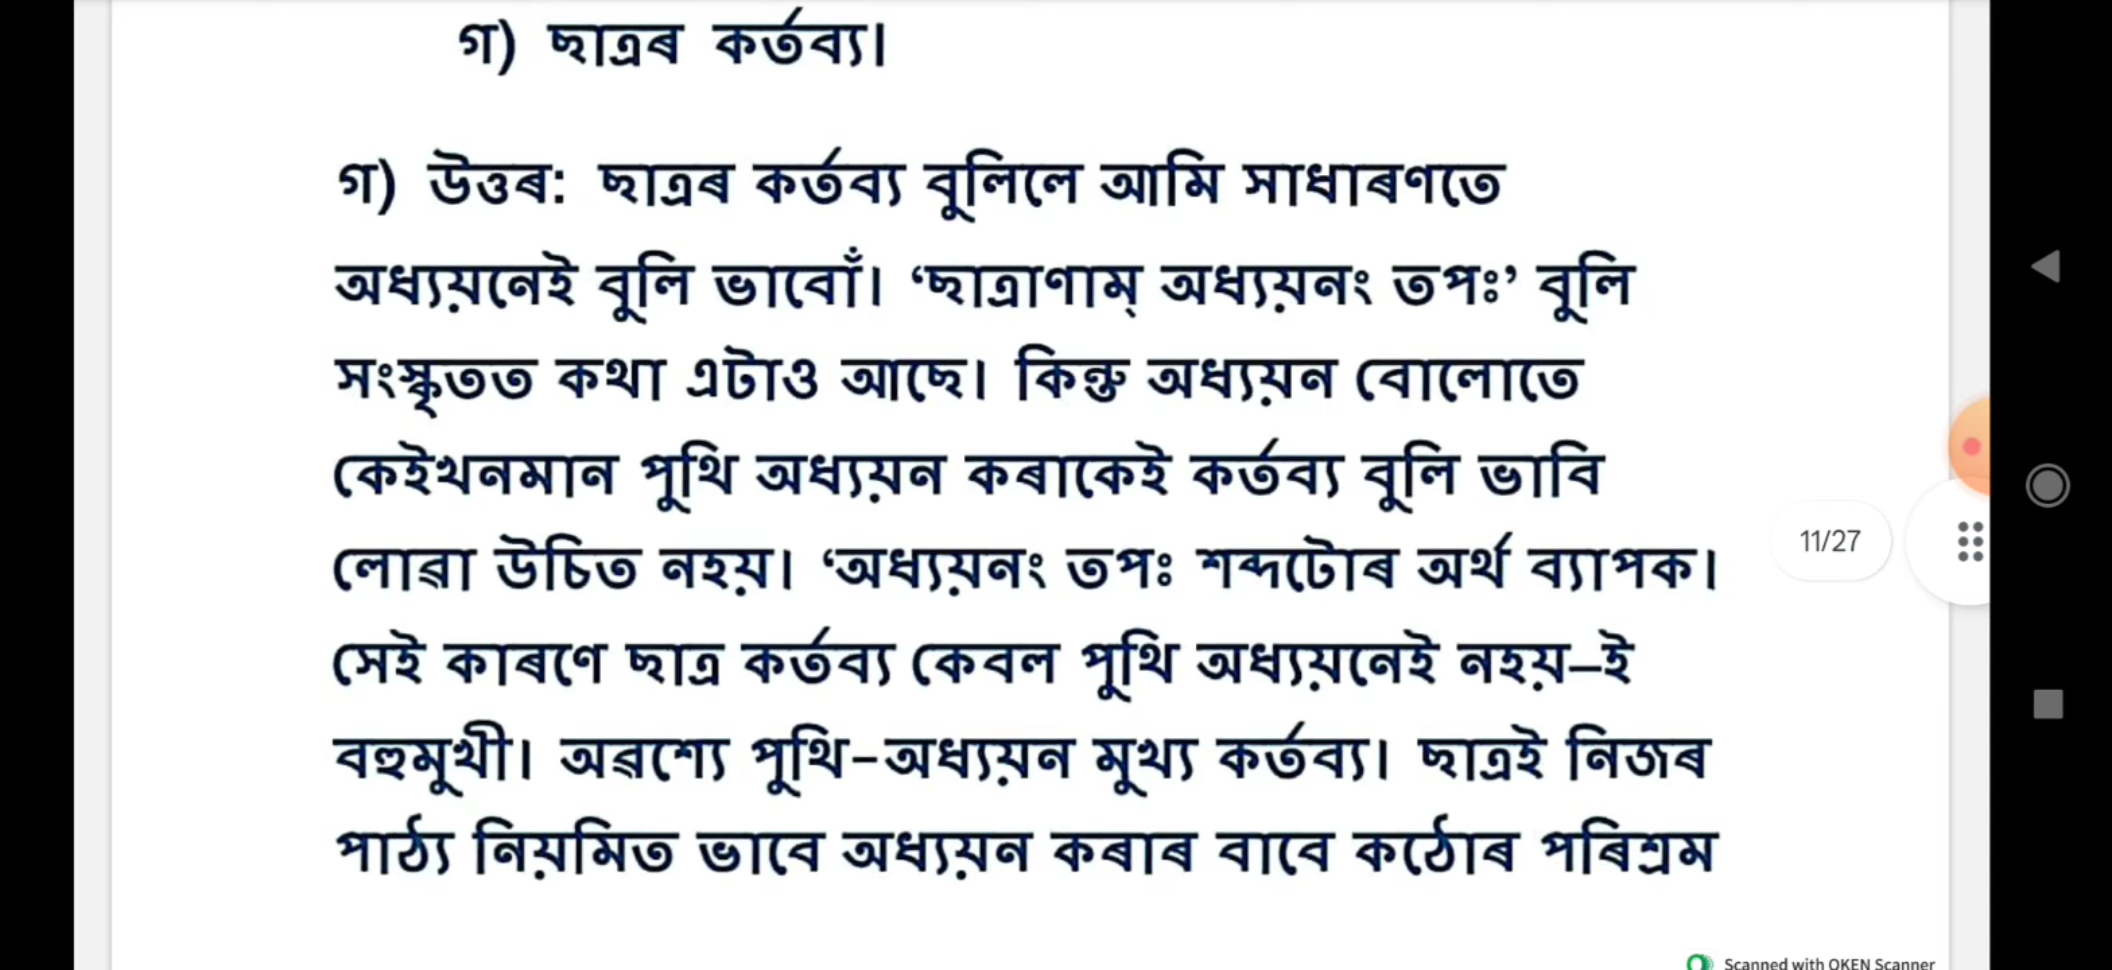 গ) ছাত্ৰৰ কৰ্তব্য।
গ) উত্তৰ: ছাত্ৰৰ কৰ্তব্য বুলিলে আমি সাধাৰণতে
অধ্যয়নেই বুলি ভাবোঁ। ‘ছাত্ৰাণাম্ অধ্যয়নং তপঃ’ বুলি
সংস্কৃতত কথা এটাও আছে। কিন্তু অধ্যয়ন বোলোতে
কেইখনমান পুথি অধ্যয়ন কৰাকেই কৰ্তব্য বুলি ভাবি
লোৱা উচিত নহয়। ‘অধ্যয়নং তপঃ শব্দটোৰ অৰ্থ ব্যাপক।
সেই কাৰণে ছাত্ৰ কৰ্তব্য কেবল পুথি অধ্যয়নেই নহয়–ই
বহুমুখী। অৱশ্যে পুথি-অধ্যয়ন মুখ্য কৰ্তব্য। ছাত্ৰই নিজৰ
পাঠ্য নিয়মিত ভাবে অধ্যয়ন কৰাৰ বাবে কঠোৰ পৰিশ্ৰম
11/27
Scanned with OKEN Scanner